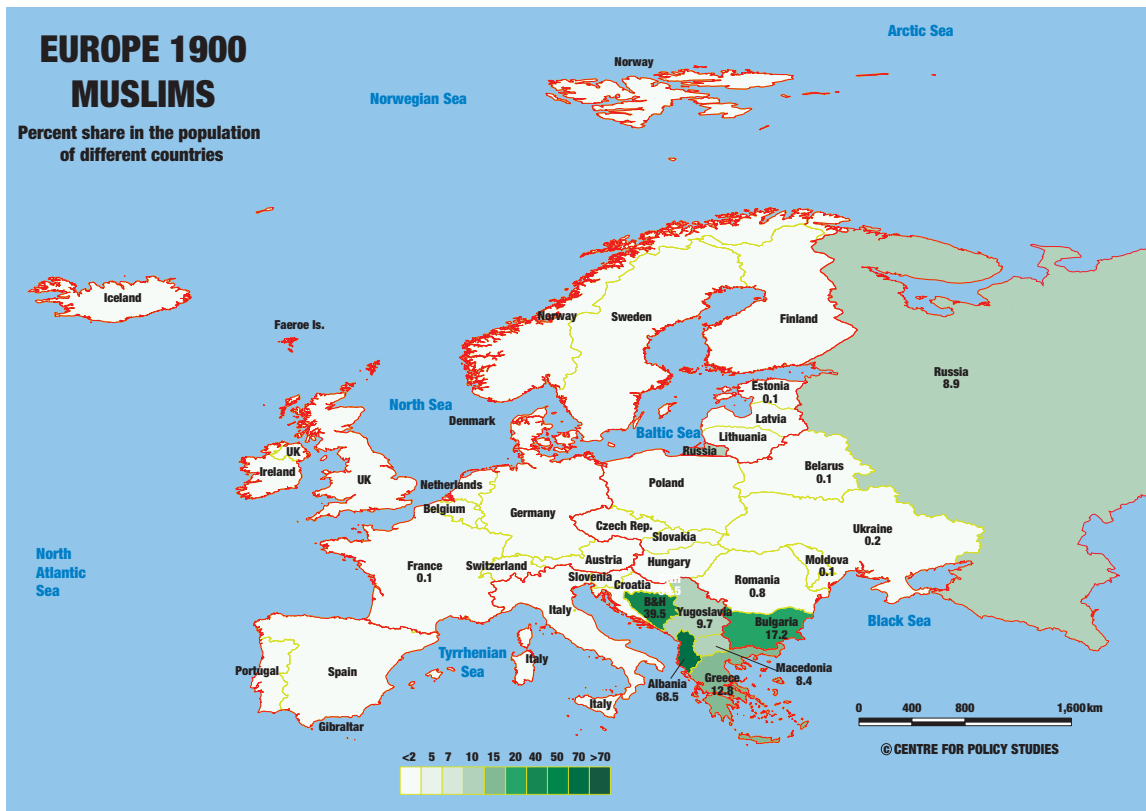 EUROPE 1900
MUSLIMS
Percent share in the population
of different countries
Arctic Sea
Norway
Norwegian Sea
Iceland
Faeroe Is.
Norway
Sweden
Finland
Russia
8.9
Estonia
0.1
North Sea
Denmark
Latvia
Baltic Sea
Lithuania
Russia
UK
Ireland
UK
Belarus
0.1
Netherlands
Poland
Belgium
Germany
Czech Rep.
Ukraine
0.2
Slovakia
North
Atlantic
Sea
France
0.1
Switzerland
Austria
Hungary
Moldova
0.1
Slovenia
Romania
0.8
Croatia
Italy
B&H
39.5
Yugoslavia
9.7
Bulgaria
17.2
Black Sea
Portugal
Spain
Tyrrhenian
Sea
Italy
Macedonia
8.4
Albania
68.5
Greece
12.8
Italy
Gibraltar
0 400 800 1,600 km
© CENTRE FOR POLICY STUDIES
<2 5 7 10 15 20 40 50 70 >70